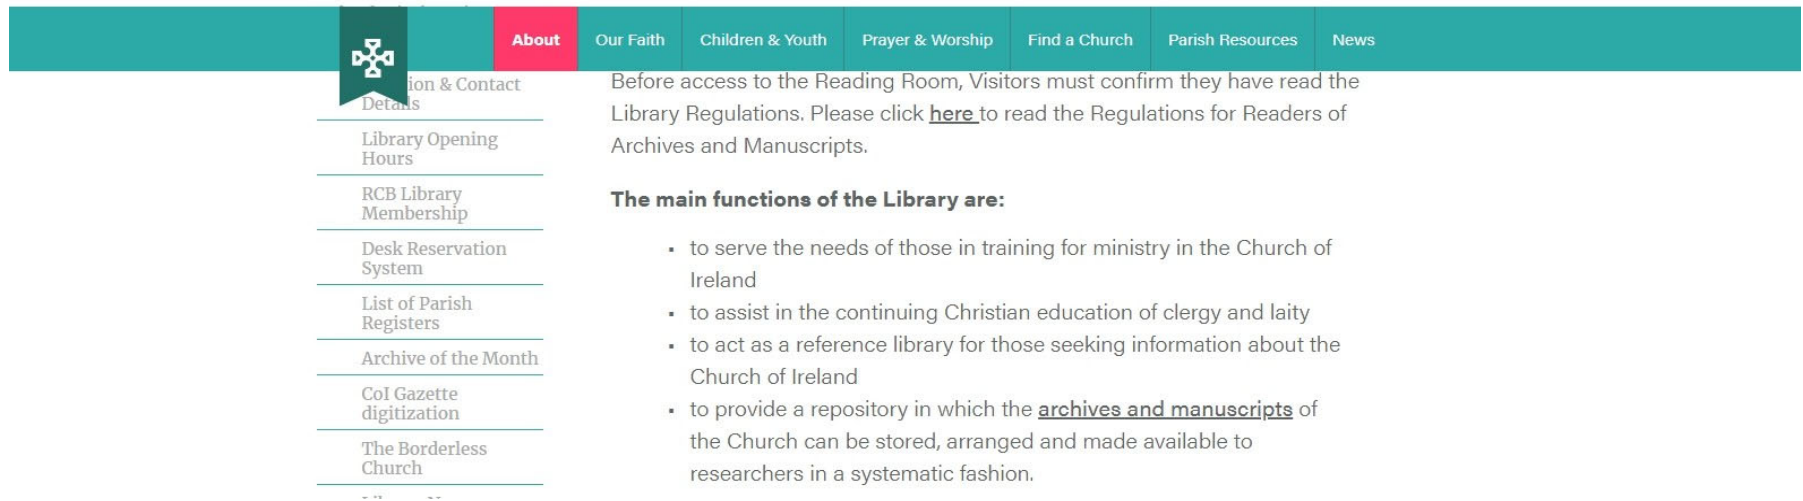 About
Our Faith
Children & Youth
Prayer & Worship
Find a Church
Parish Resources
News
& Contact
Details
Library Opening
Hours
RCB Library
Membership
Desk Reservation
System
List of Parish
Registers
Archive of the Month
CoI Gazette
digitization
The Borderless
Church
Before access to the Reading Room, Visitors must confirm they have read the
Library Regulations. Please click here to read the Regulations for Readers of
Archives and Manuscripts.
The main functions of the Library are:
▪ to serve the needs of those in training for ministry in the Church of
Ireland
▪ to assist in the continuing Christian education of clergy and laity
▪ to act as a reference library for those seeking information about the
Church of Ireland
▪ to provide a repository in which the archives and manuscripts of
the Church can be stored, arranged and made available to
researchers in a systematic fashion.